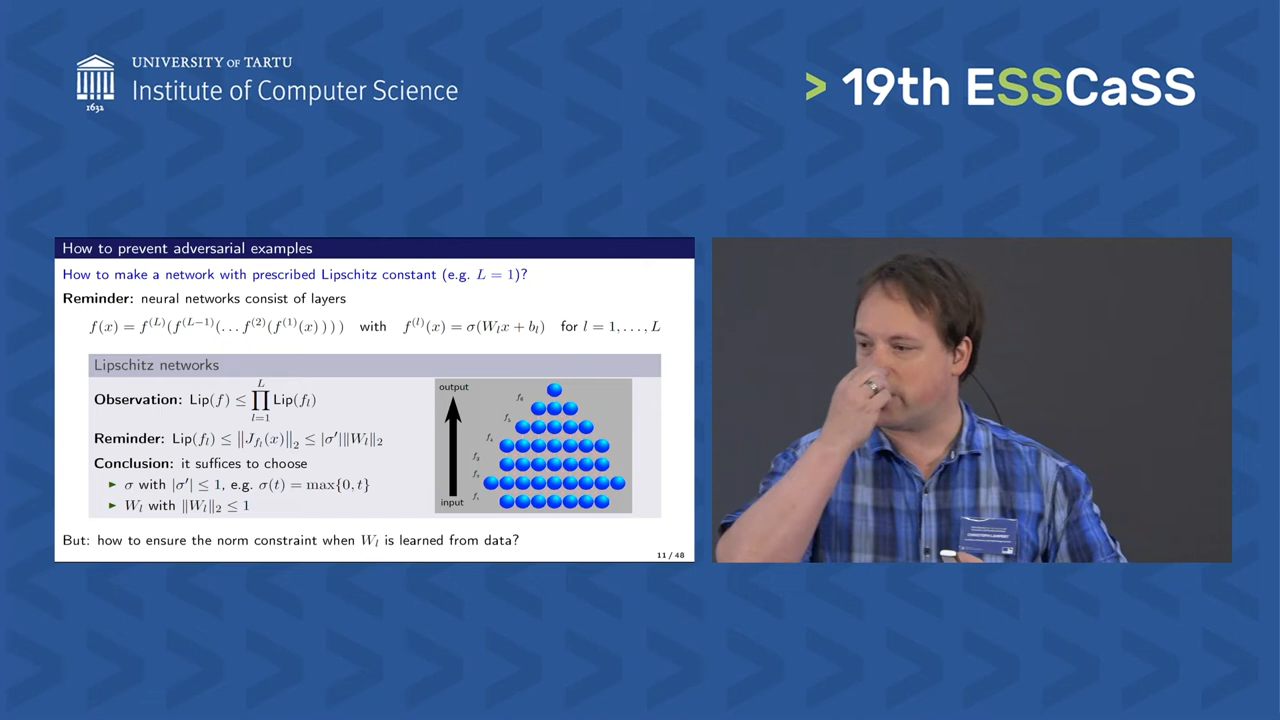 UNIVERSITY OF TARTU
Institute of Computer Science
1632
> 19th ESSCaSS
How to prevent adversarial examples
How to make a network with prescribed Lipschitz constant (e.g. L = 1)?
Reminder: neural networks consist of layers
f(x) = f^(L)(f^(L−1)(. . . f^(2)(f^(1)(x) ) ) ) with f^(l)(x) = σ(W_l x + b_l) for l = 1, . . . , L
Lipschitz networks
Observation: Lip(f) ≤ ∏_{l=1}^{L} Lip(f_l)
Reminder: Lip(f_l) ≤ ‖J_{f_l}(x)‖_2 ≤ |σ′|‖W_l‖_2
Conclusion: it suffices to choose
▶ σ with |σ′| ≤ 1, e.g. σ(t) = max{0, t}
▶ W_l with ‖W_l‖_2 ≤ 1
output
f_6
f_5
f_4
f_3
f_2
f_1
input
But: how to ensure the norm constraint when W_l is learned from data?
11 / 48
CHRISTOPH LAMPERT